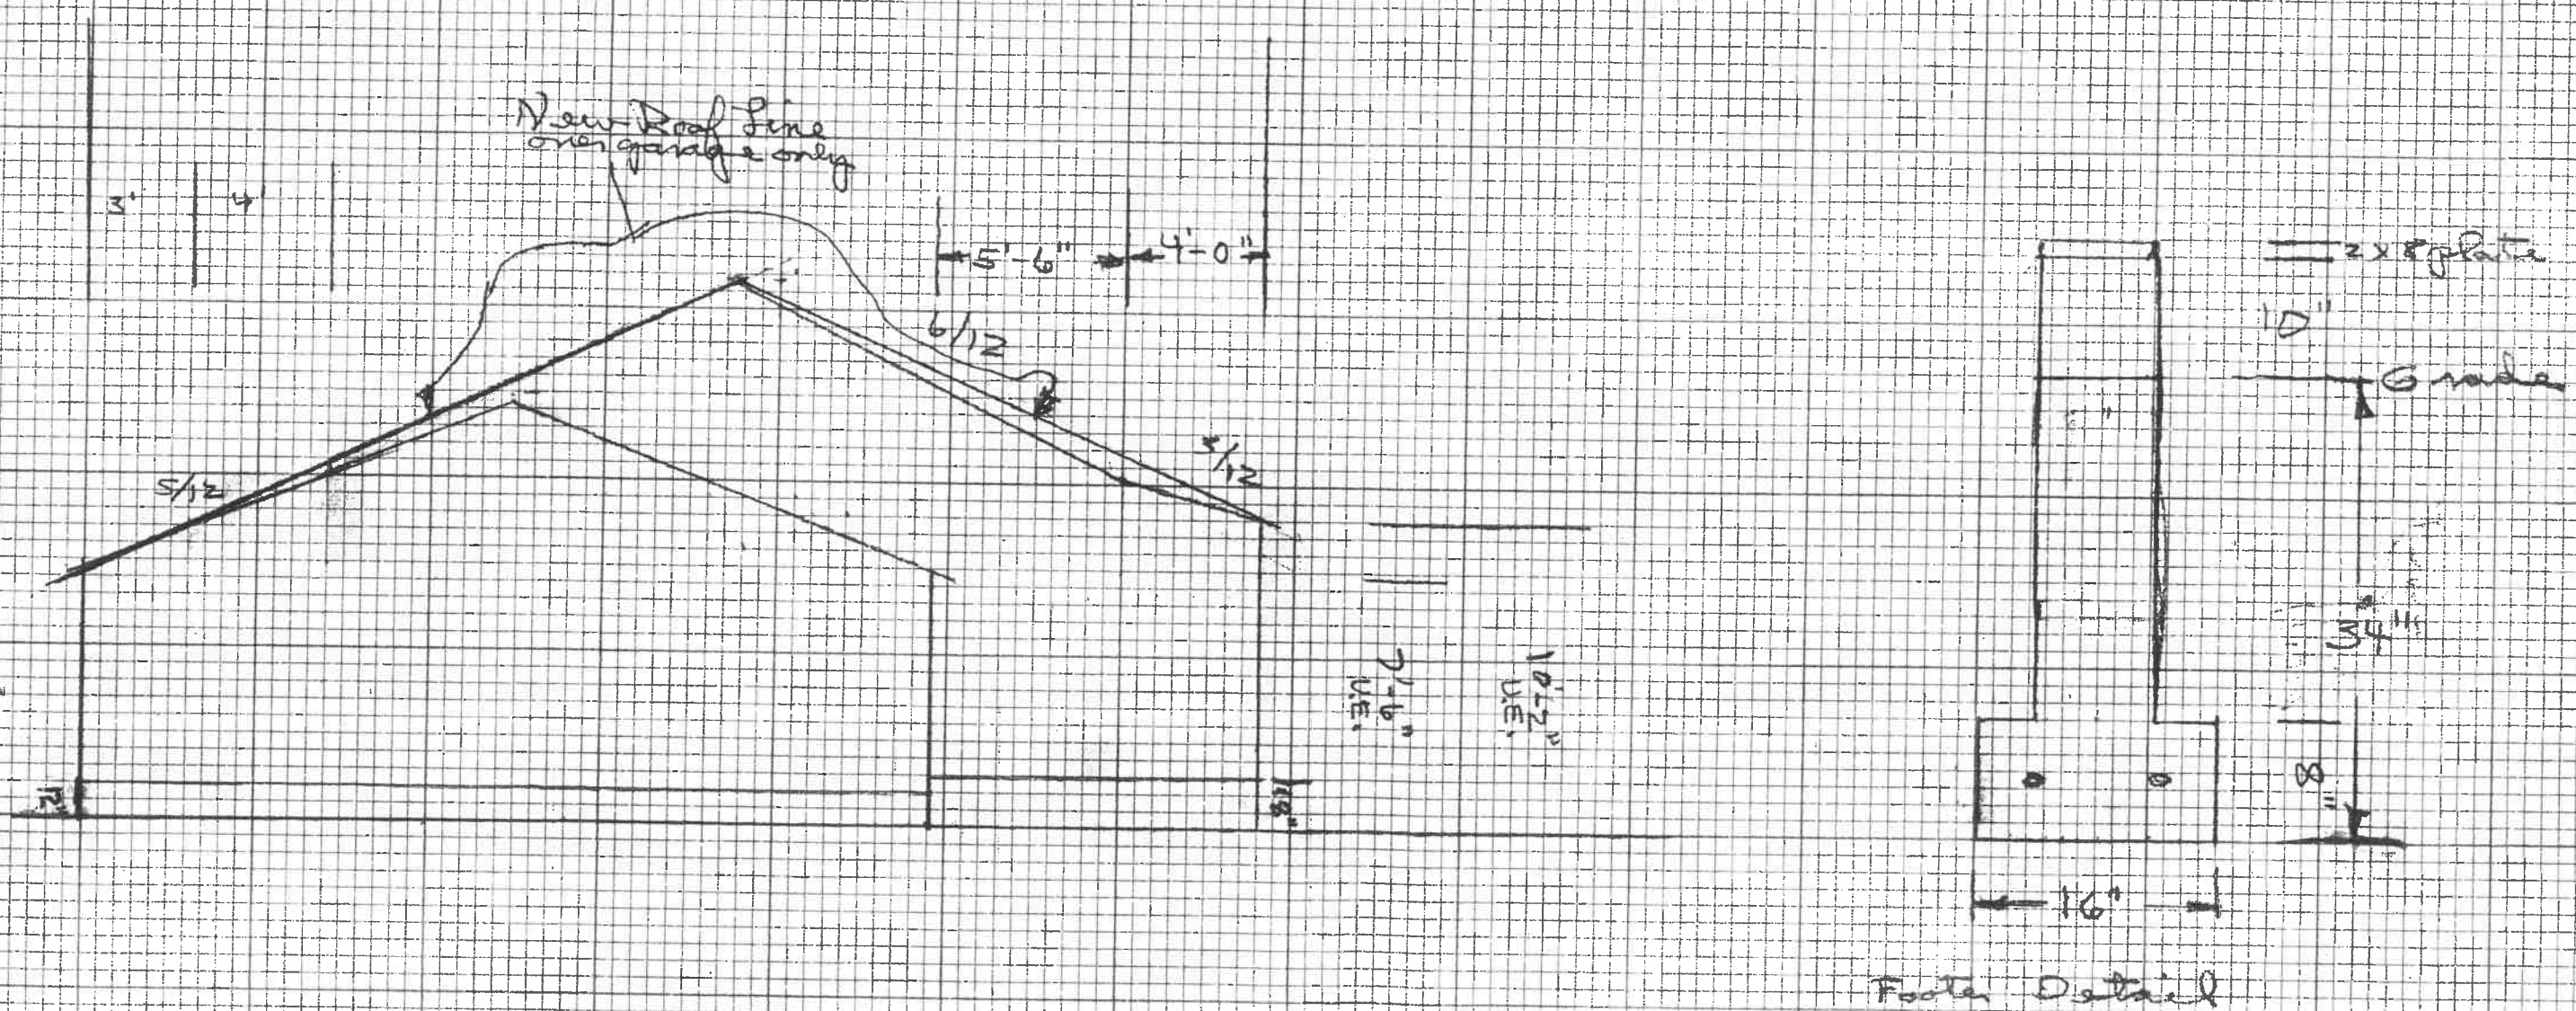 New Roof Line
over garage only
3'
4'
5'-6"
4'-0"
6/12
5/12
5/12
7'-6"
V.E.
10'-2"
V.E.
12"
18"
2x8 plate
10"
Grade
34"
8"
16"
Footer Detail